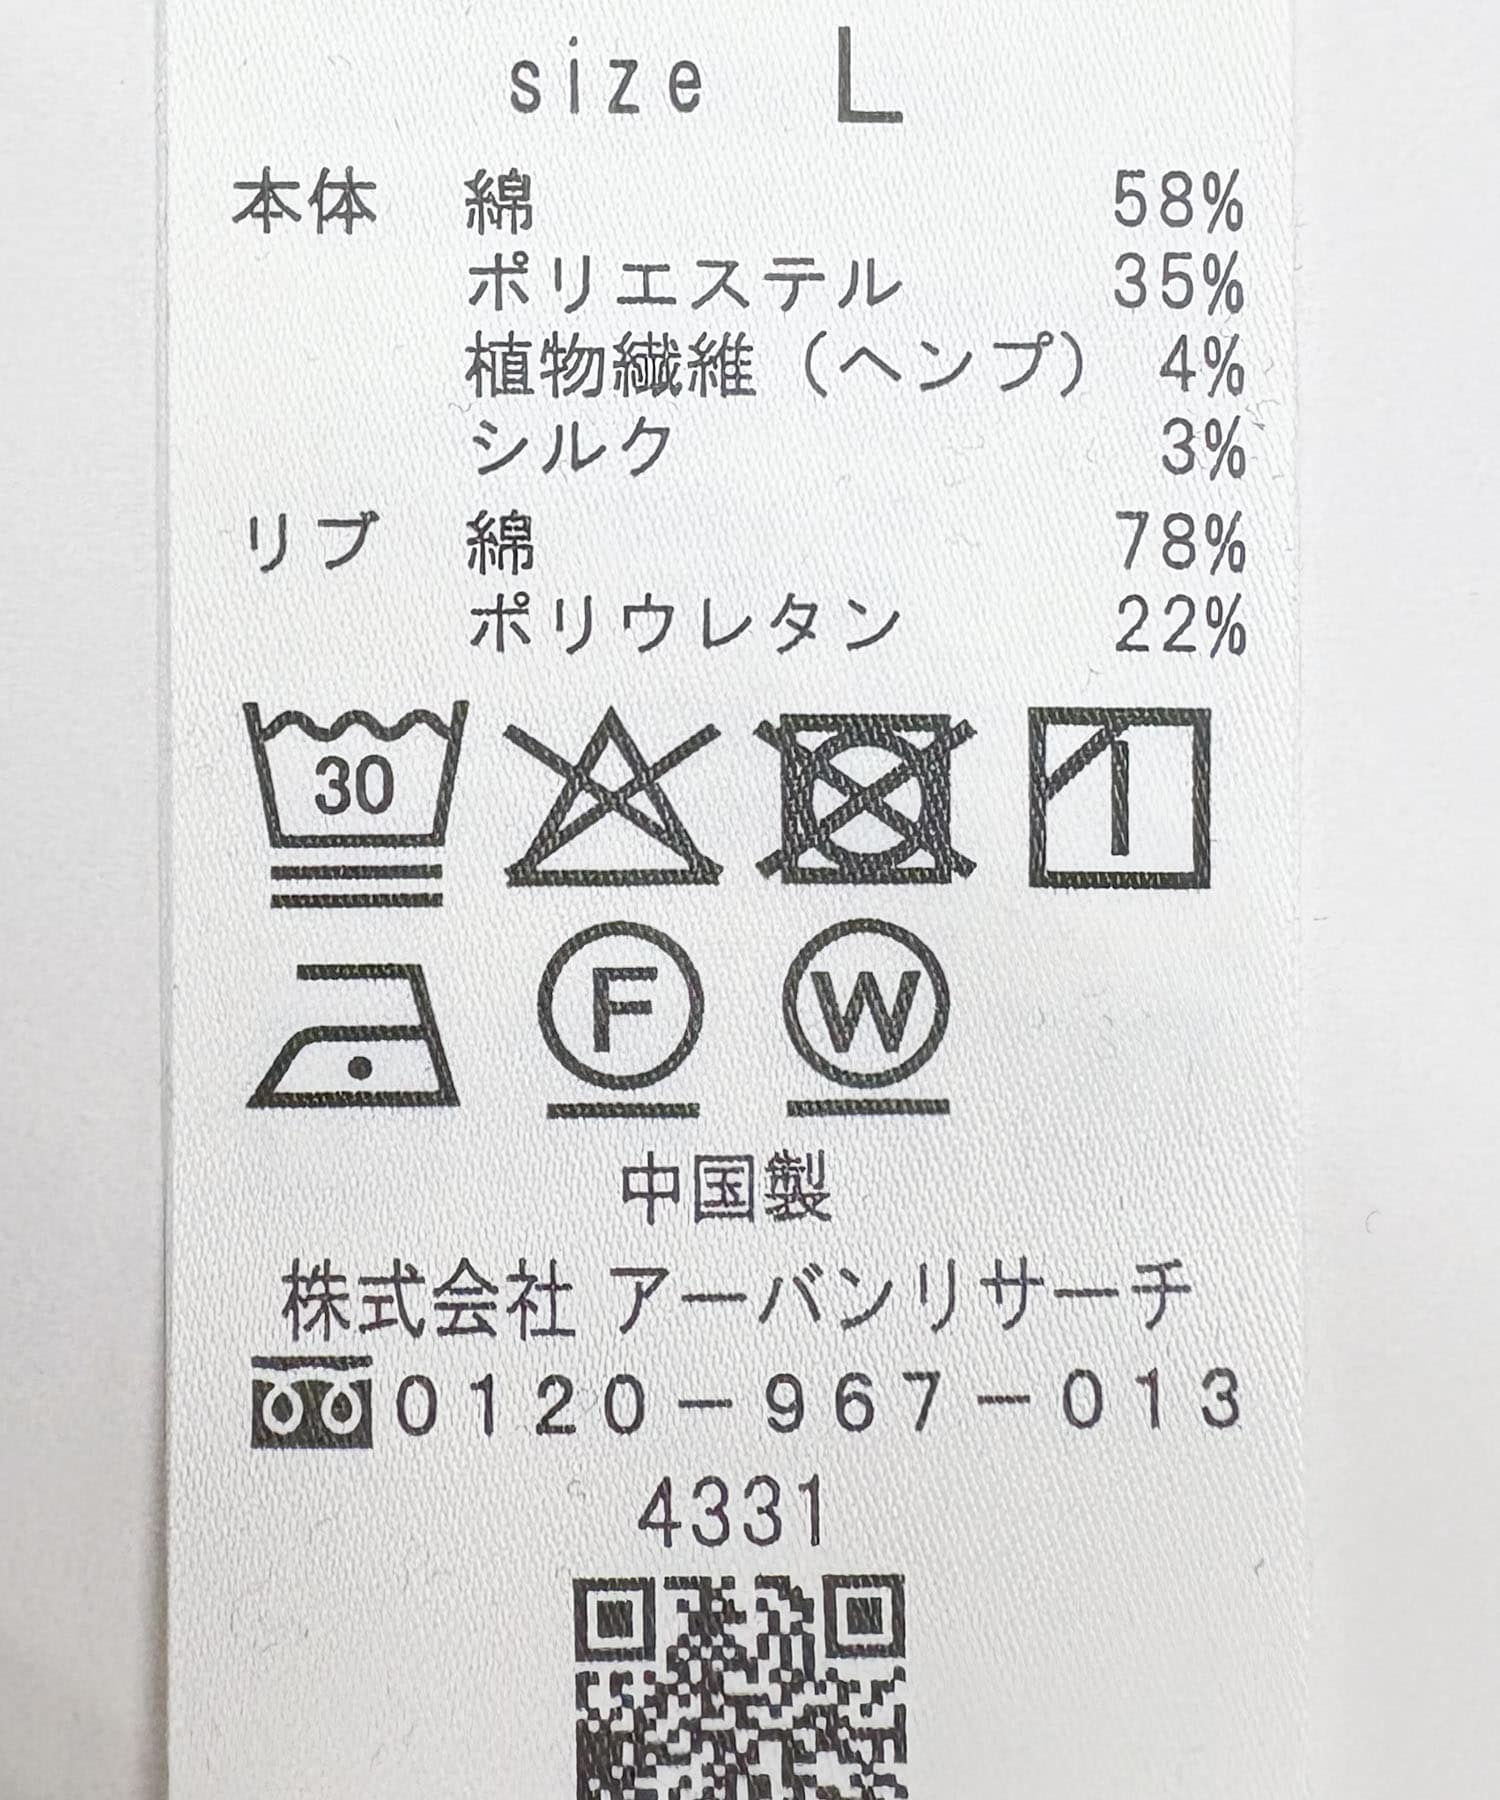 size L
本体 綿 58%
ポリエステル 35%
植物繊維（ヘンプ） 4%
シルク 3%
リブ 綿 78%
ポリウレタン 22%
30
F W
中国製
株式会社 アーバンリサーチ
0120-967-013
4331